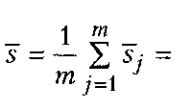 s̅ = 1/m ∑_{j=1}^{m} s̅_j =